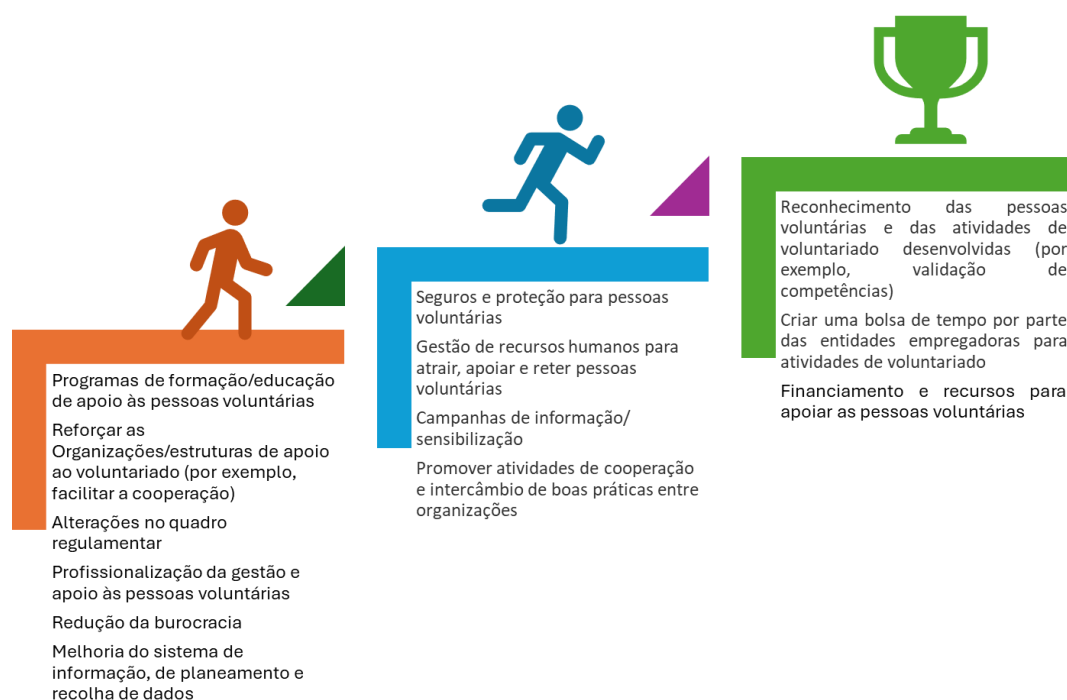 Programas de formação/educação
de apoio às pessoas voluntárias
Reforçar as
Organizações/estruturas de apoio
ao voluntariado (por exemplo,
facilitar a cooperação)
Alterações no quadro
regulamentar
Profissionalização da gestão e
apoio às pessoas voluntárias
Redução da burocracia
Melhoria do sistema de
informação, de planeamento e
recolha de dados
Seguros e proteção para pessoas
voluntárias
Gestão de recursos humanos para
atrair, apoiar e reter pessoas
voluntárias
Campanhas de informação/
sensibilização
Promover atividades de cooperação
e intercâmbio de boas práticas entre
organizações
Reconhecimento das pessoas
voluntárias e das atividades de
voluntariado desenvolvidas (por
exemplo, validação de
competências)
Criar uma bolsa de tempo por parte
das entidades empregadoras para
atividades de voluntariado
Financiamento e recursos para
apoiar as pessoas voluntárias